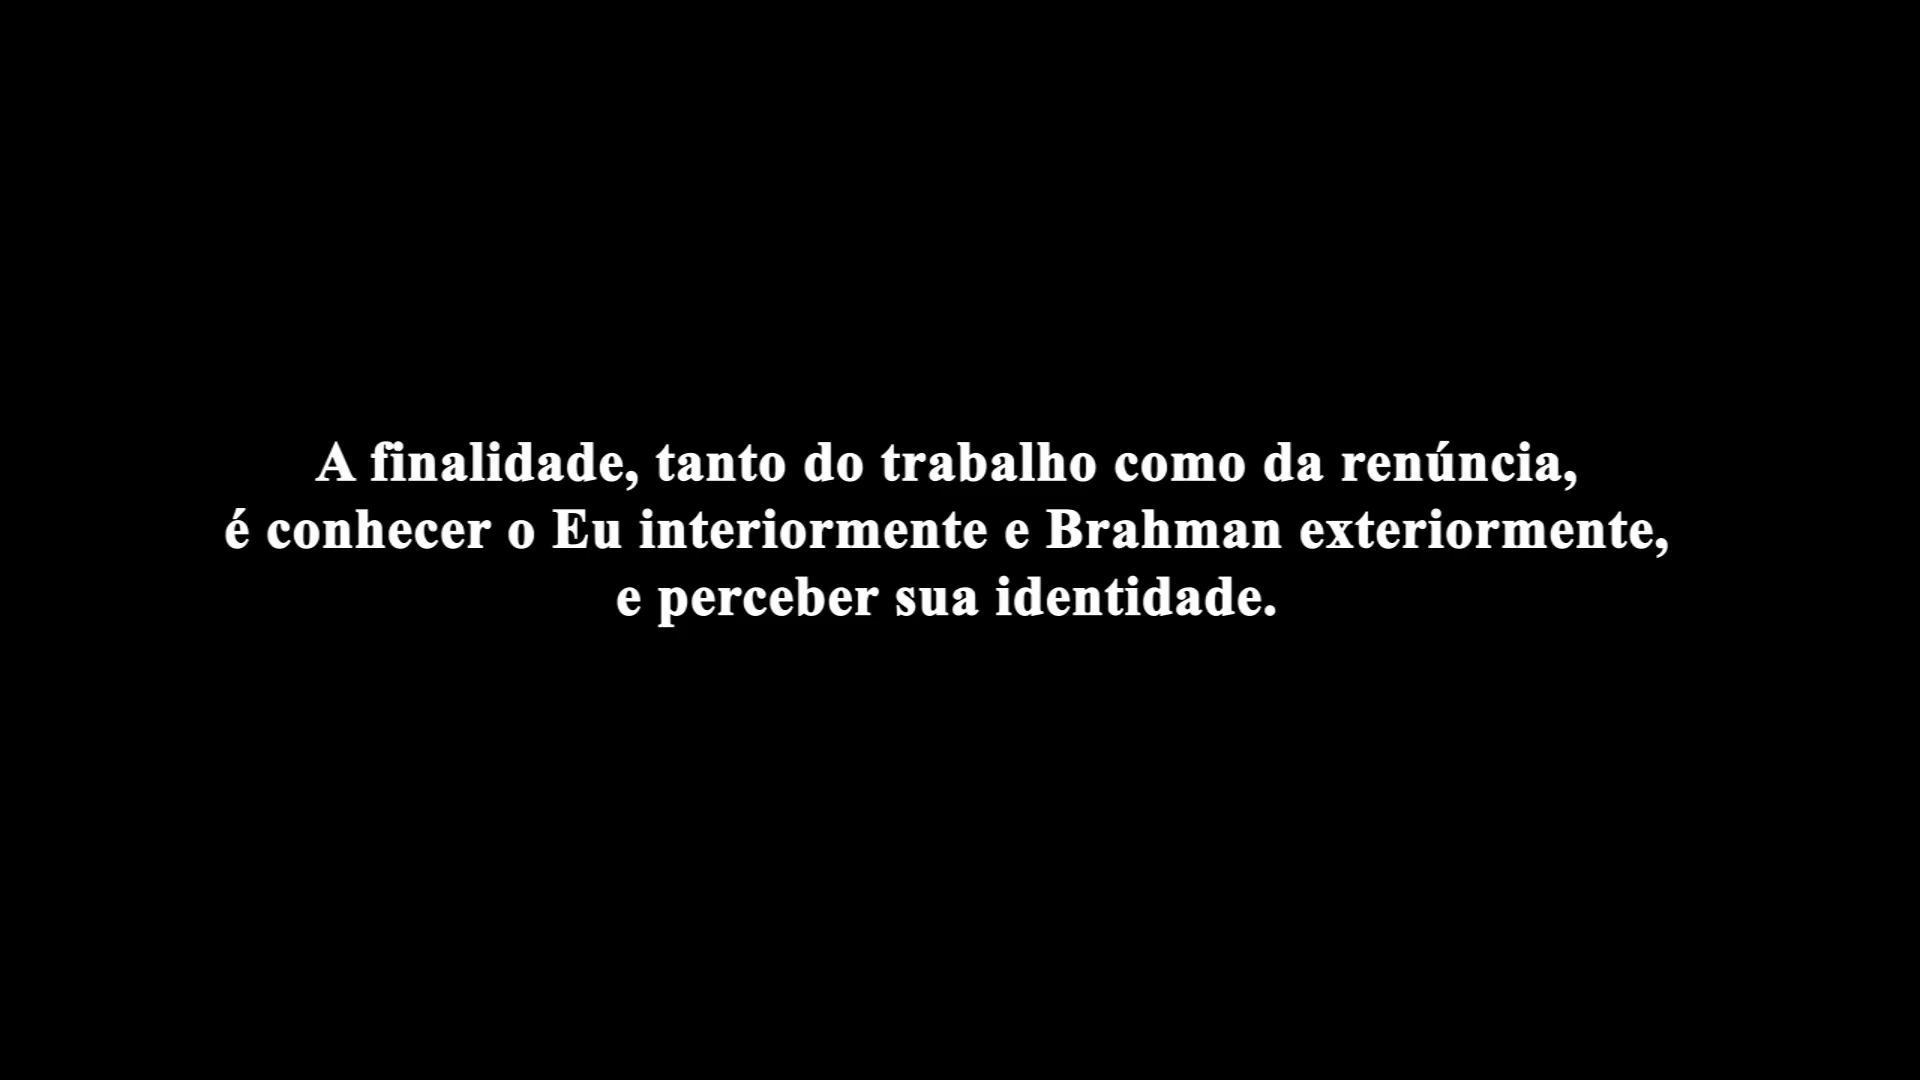 A finalidade, tanto do trabalho como da renúncia,
é conhecer o Eu interiormente e Brahman exteriormente,
e perceber sua identidade.